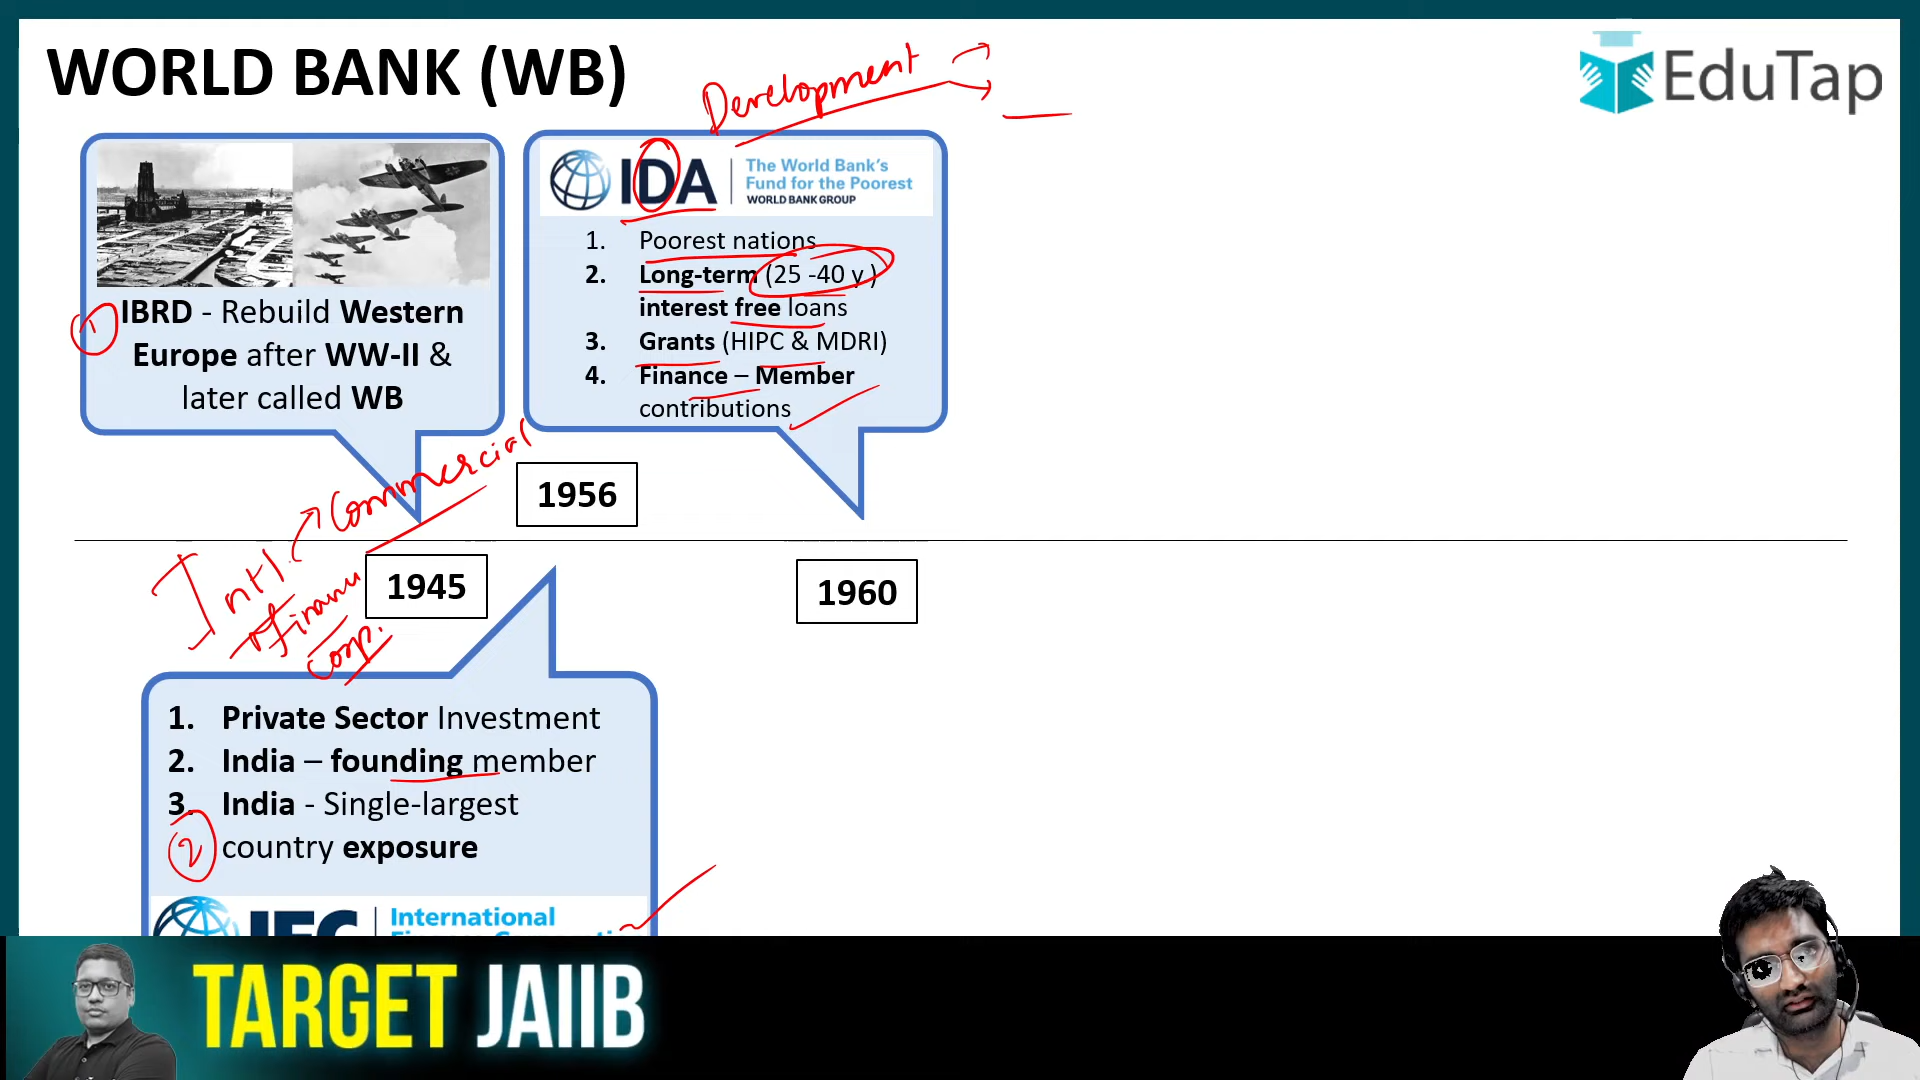 WORLD BANK (WB)
Development
EduTap
IBRD - Rebuild Western
Europe after WW-II &
later called WB
1
IDA
The World Bank's
Fund for the Poorest
WORLD BANK GROUP
1. Poorest nations
2. Long-term (25 -40 y )
interest free loans
3. Grants (HIPC & MDRI)
4. Finance – Member
contributions
1956
Commercial
Intl.
Finance
Corp.
1945
1960
1. Private Sector Investment
2. India – founding member
3. India - Single-largest
country exposure
2
IFC
International
TARGET JAIIB